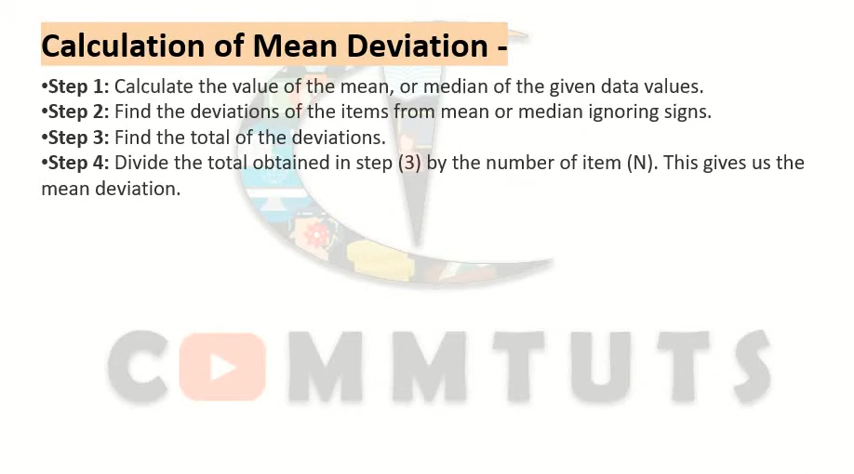 Calculation of Mean Deviation -
•Step 1: Calculate the value of the mean, or median of the given data values.
•Step 2: Find the deviations of the items from mean or median ignoring signs.
•Step 3: Find the total of the deviations.
•Step 4: Divide the total obtained in step (3) by the number of item (N). This gives us the
mean deviation.
COMMTUTS